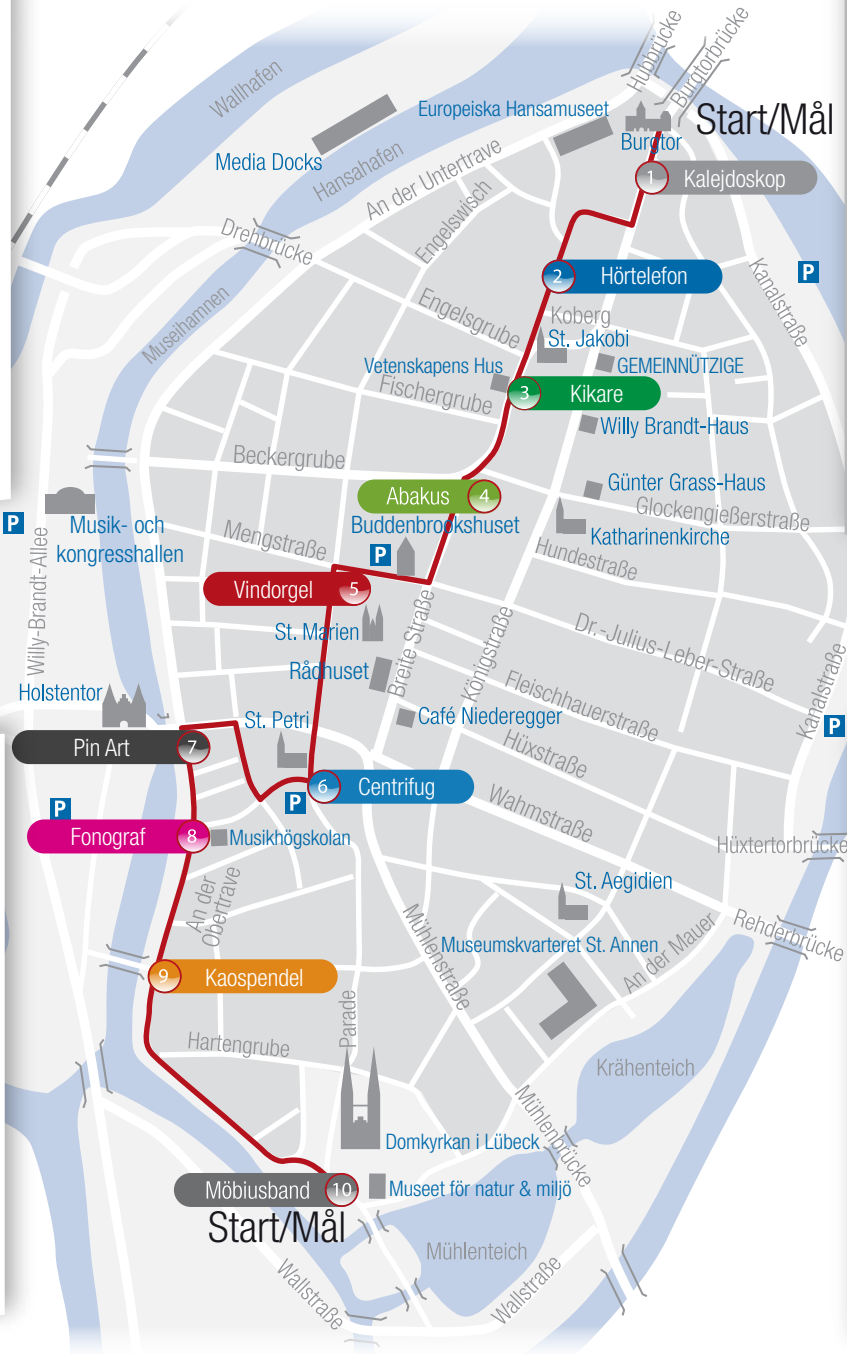 Hubbrücke
Burgtorbrücke
Wallhafen
Europeiska Hansamuseet
Start/Mål
Burgtor
Media Docks
Hansahafen
1 Kalejdoskop
An der Untertrave
Engelswisch
Drehbrücke
Kanalstraße
P
2 Hörtelefon
Museihamnen
Engelsgrube
Koberg
St. Jakobi
Vetenskapens Hus
GEMEINNÜTZIGE
Fischergrube
3 Kikare
Willy Brandt-Haus
Beckergrube
Günter Grass-Haus
Abakus 4
Glockengießerstraße
P
Musik- och
kongresshallen
Buddenbrookshuset
Katharinenkirche
Mengstraße
P
Hundestraße
Vindorgel 5
Willy-Brandt-Allee
St. Marien
Breite Straße
Königstraße
Dr.-Julius-Leber-Straße
Rådhuset
Fleischhauerstraße
Kanalstraße
Holstentor
St. Petri
Café Niederegger
P
Hüxstraße
Pin Art 7
6 Centrifug
P
P
Wahmstraße
Fonograf 8
Musikhögskolan
Hüxtertorbrücke
St. Aegidien
An der
Obertrave
Mühlenstraße
Rehderbrücke
Museumskvarteret St. Annen
An der Mauer
9 Kaospendel
Parade
Hartengrube
Krähenteich
Mühlenbrücke
Domkyrkan i Lübeck
Möbiusband 10
Museet för natur & miljö
Start/Mål
Mühlenteich
Wallstraße
Wallstraße